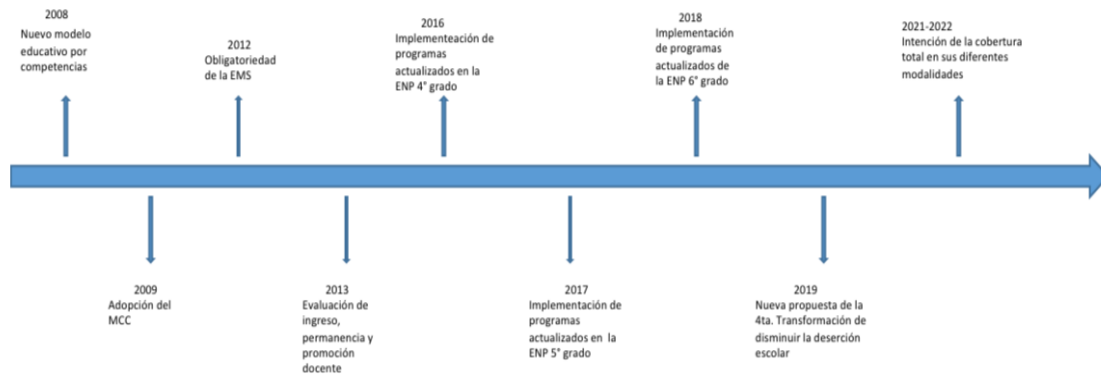 2008
Nuevo modelo
educativo por
competencias
2009
Adopción del
MCC
2012
Obligatoriedad
de la EMS
2013
Evaluación de
ingreso,
permanencia y
promoción
docente
2016
Implementeación de
programas
actualizados en la
ENP 4° grado
2017
Implementación de
programas
actualizados en la
ENP 5° grado
2018
Implementación
de programas
actualizados de
la ENP 6° grado
2019
Nueva propuesta de la
4ta. Transformación de
disminuir la deserción
escolar
2021-2022
Intención de la cobertura
total en sus diferentes
modalidades